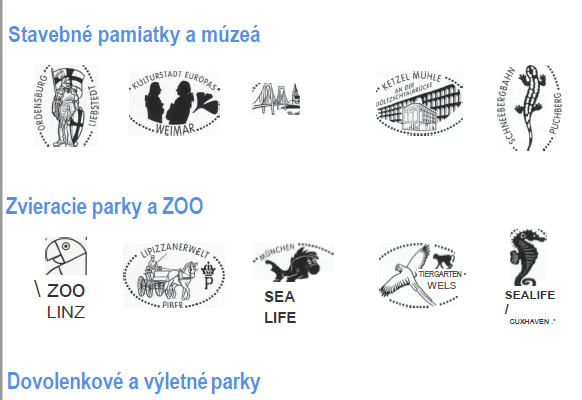 Stavebné pamiatky a múzeá
ORDENSBURG LIEBSTEDT
KULTURSTADT EUROPAS
WEIMAR
KETZEL MÜHLE
AN DER
GÖLTZSCHTALBRÜCKE
SCHNEEBERGBAHN PUCHBERG
Zvieracie parky a ZOO
\ ZOO
LINZ
LIPIZZANERWELT
P
PIBER
MÜNCHEN
SEA
LIFE
TIERGARTEN
WELS
SEALIFE
/
CUXHAVEN ."
Dovolenkové a výletné parky